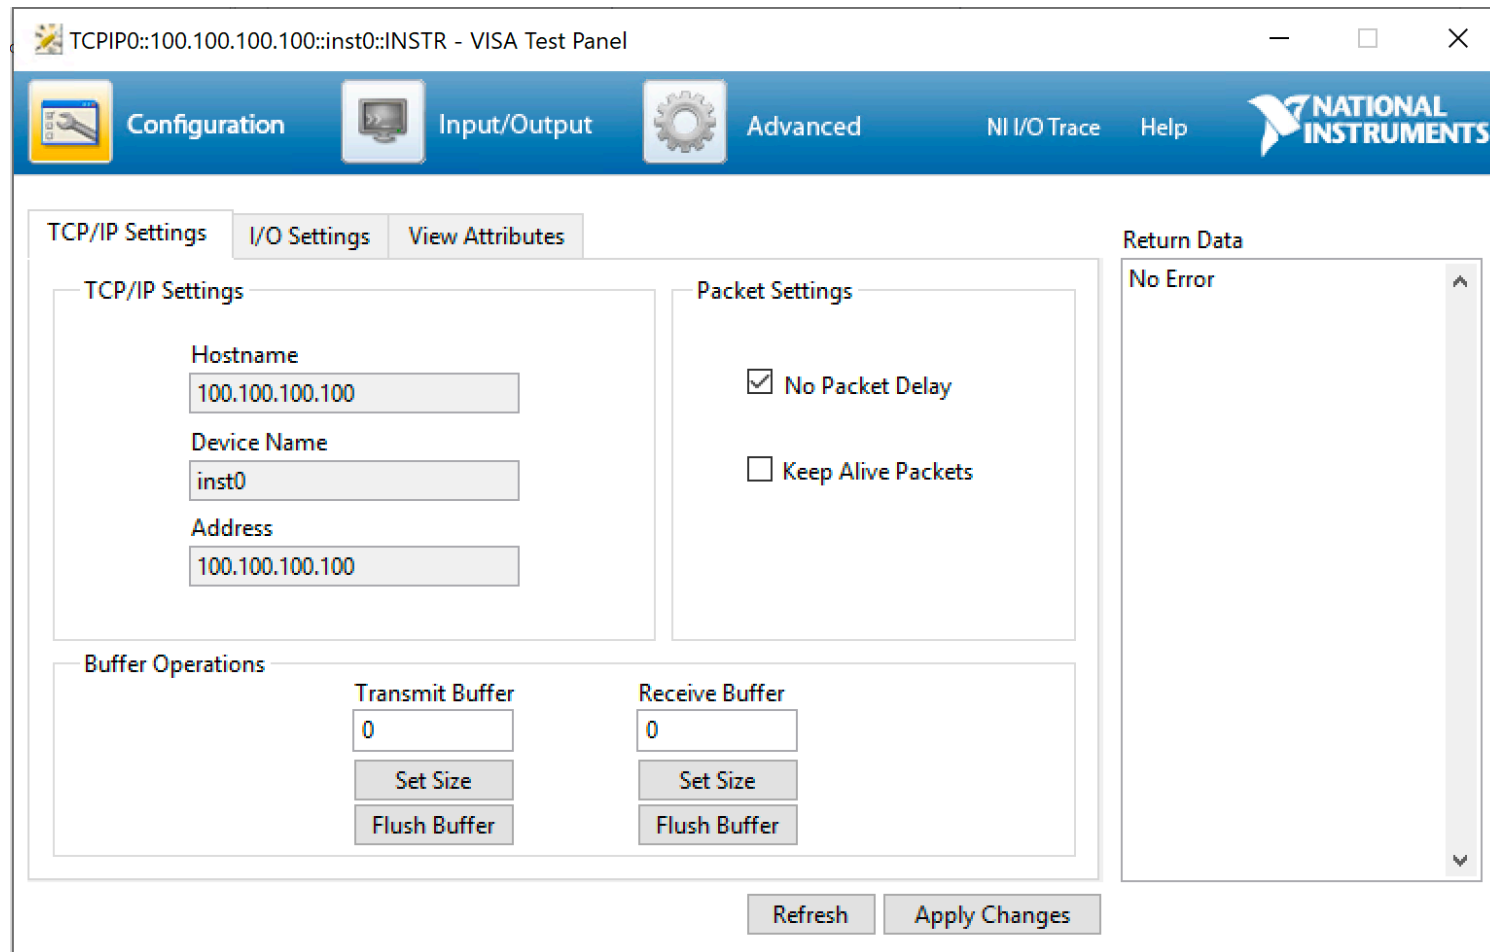 TCPIP0::100.100.100.100::inst0::INSTR - VISA Test Panel
Configuration
Input/Output
Advanced
NI I/O Trace
Help
NATIONAL
INSTRUMENTS
TCP/IP Settings
I/O Settings
View Attributes
TCP/IP Settings
Hostname
100.100.100.100
Device Name
inst0
Address
100.100.100.100
Packet Settings
No Packet Delay
Keep Alive Packets
Buffer Operations
Transmit Buffer
0
Set Size
Flush Buffer
Receive Buffer
0
Set Size
Flush Buffer
Return Data
No Error
Refresh
Apply Changes